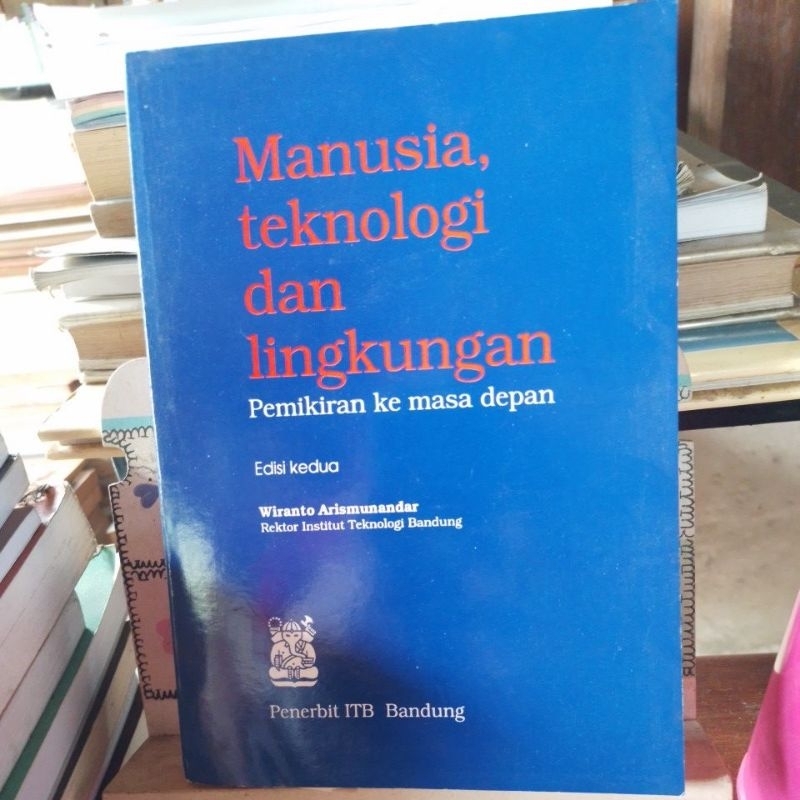 Manusia,
teknologi
dan
lingkungan
Pemikiran ke masa depan
Edisi kedua
Wiranto Arismunandar
Rektor Institut Teknologi Bandung
Penerbit ITB Bandung